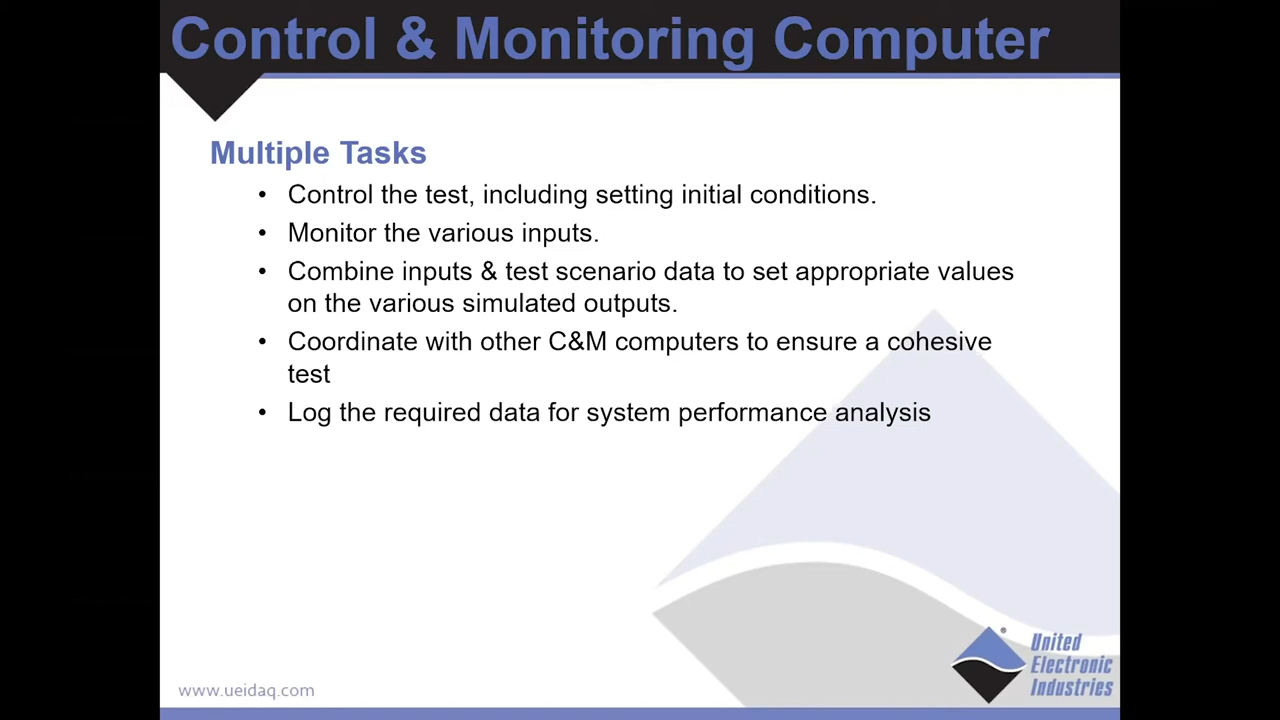 Control & Monitoring Computer
Multiple Tasks
• Control the test, including setting initial conditions.
• Monitor the various inputs.
• Combine inputs & test scenario data to set appropriate values
on the various simulated outputs.
• Coordinate with other C&M computers to ensure a cohesive
test
• Log the required data for system performance analysis
www.ueidaq.com
®
United
Electronic
Industries